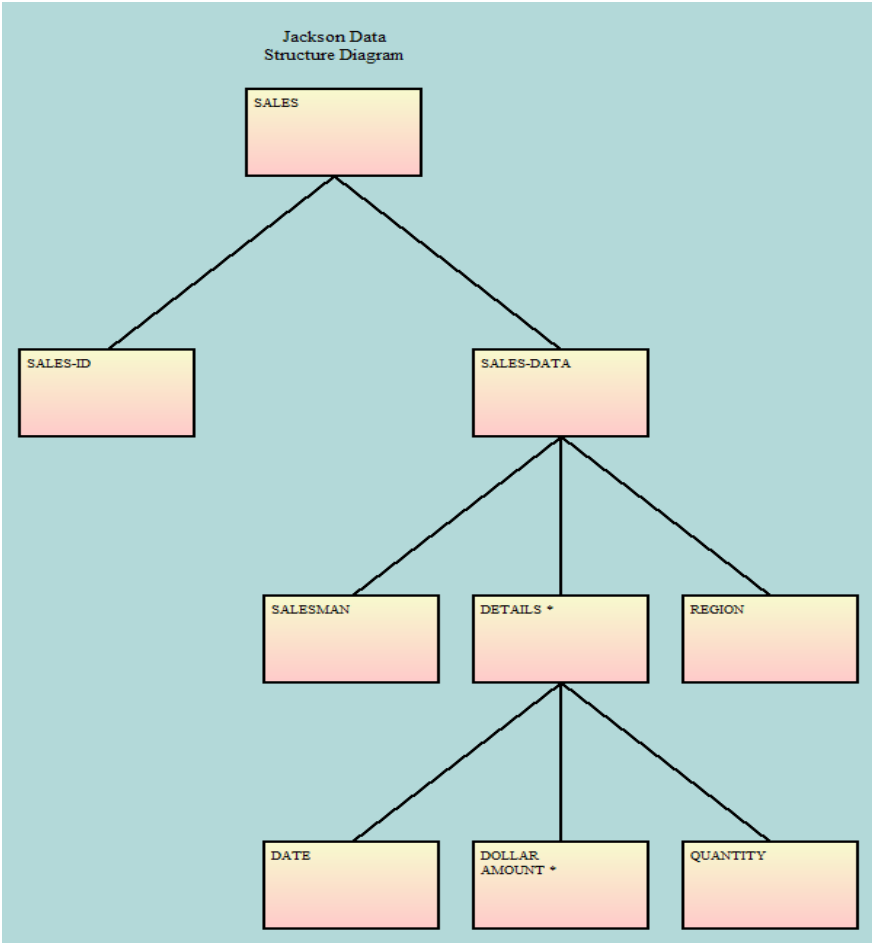 Jackson Data
Structure Diagram
SALES
SALES-ID
SALES-DATA
SALESMAN
DETAILS *
REGION
DATE
DOLLAR
AMOUNT *
QUANTITY